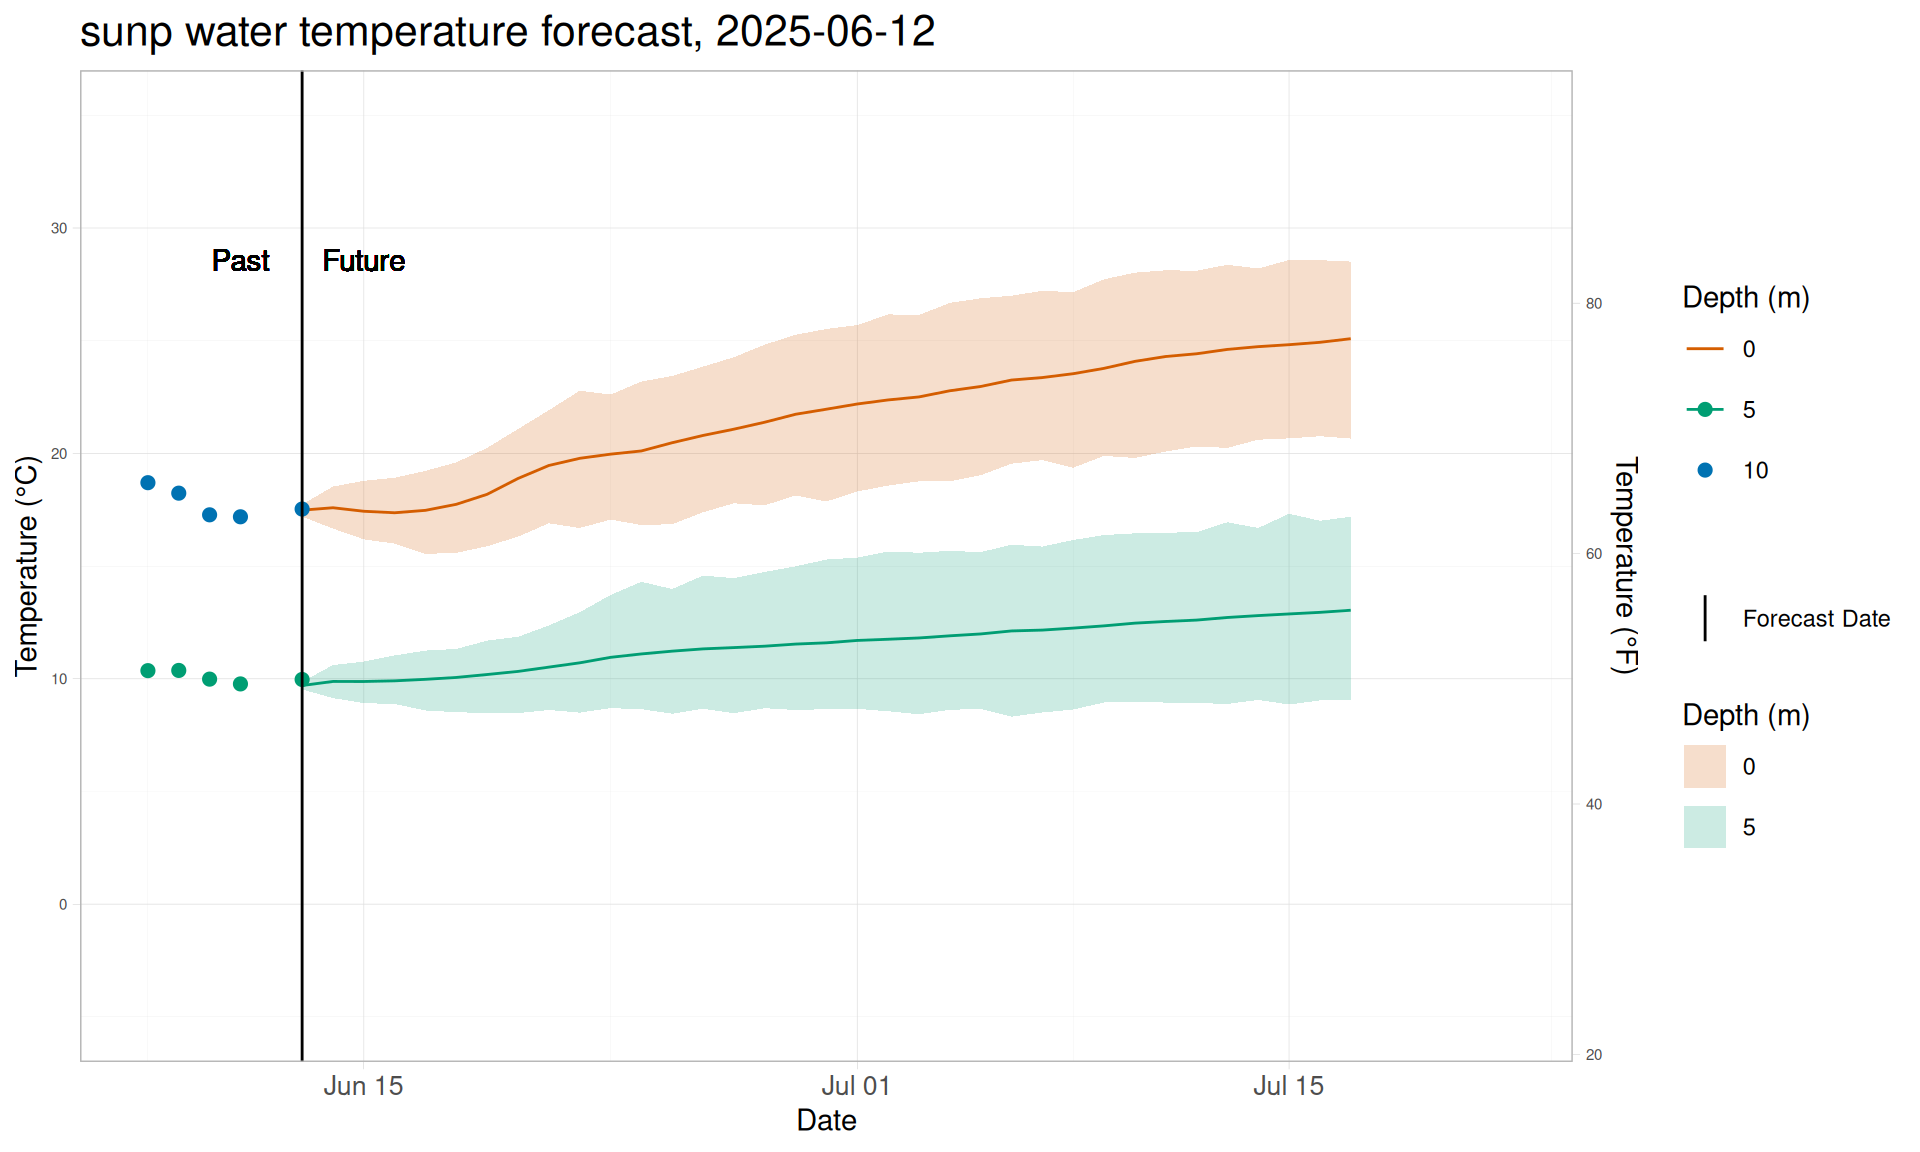 sunp water temperature forecast, 2025-06-12
Past
Future
30
20
10
0
Temperature (°C)
80
60
40
20
Temperature (°F)
Jun 15
Jul 01
Jul 15
Date
Depth (m)
0
5
10
Forecast Date
Depth (m)
0
5